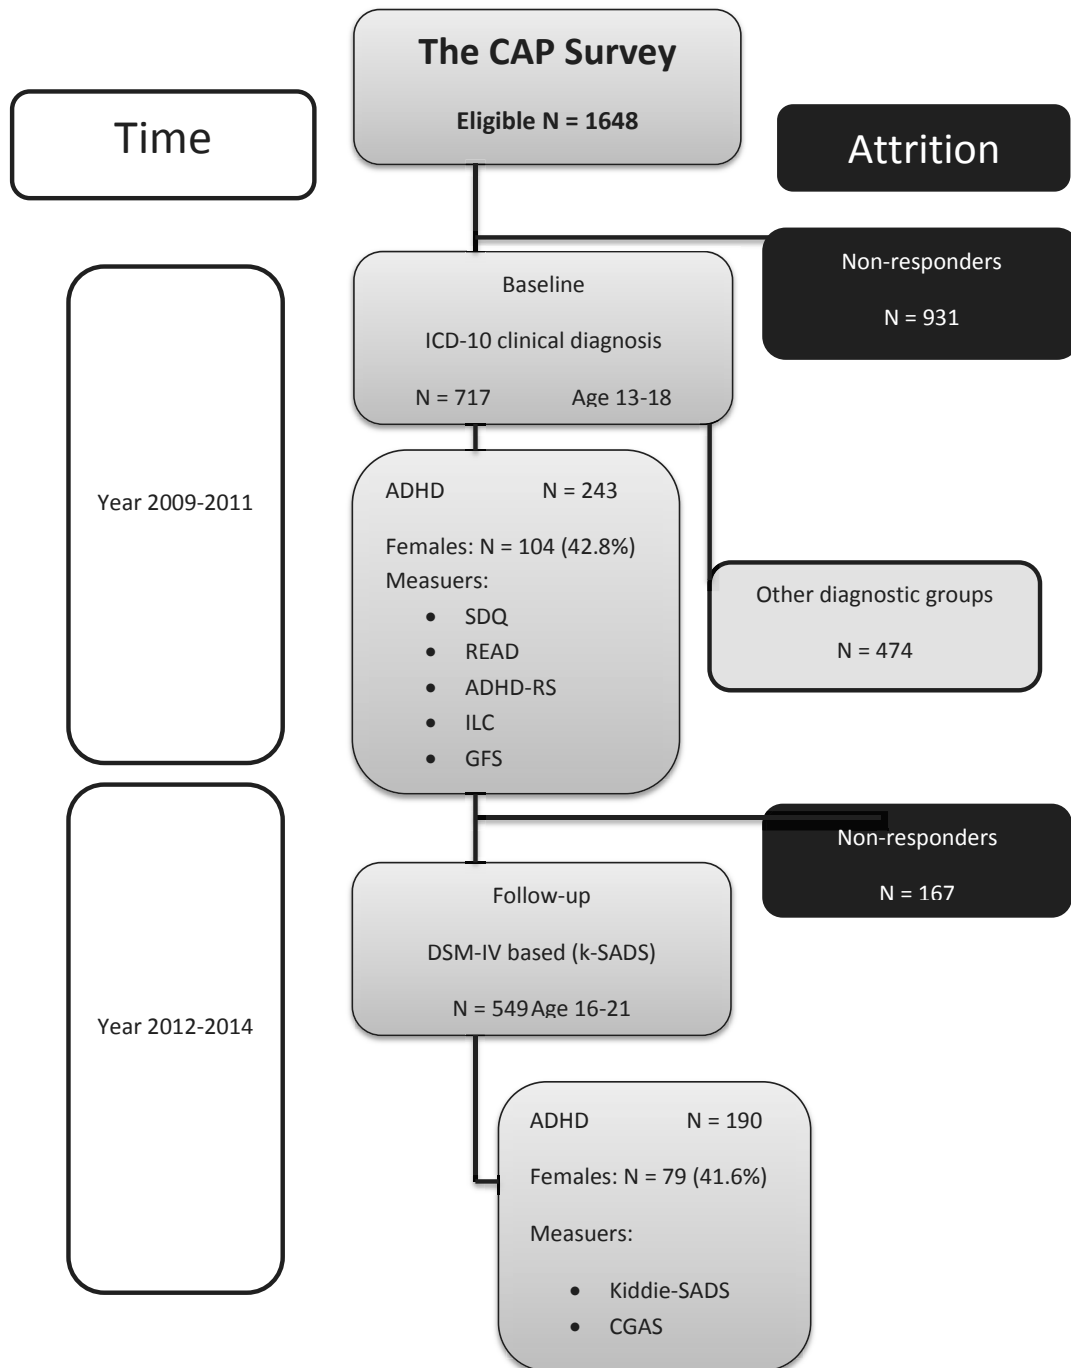 The CAP Survey
Eligible N = 1648
Time
Attrition
Non-responders
N = 931
Baseline
ICD-10 clinical diagnosis
N = 717 Age 13-18
Year 2009-2011
ADHD N = 243
Females: N = 104 (42.8%)
Measuers:
• SDQ
• READ
• ADHD-RS
• ILC
• GFS
Other diagnostic groups
N = 474
Non-responders
N = 167
Follow-up
DSM-IV based (k-SADS)
N = 549 Age 16-21
Year 2012-2014
ADHD N = 190
Females: N = 79 (41.6%)
Measuers:
• Kiddie-SADS
• CGAS